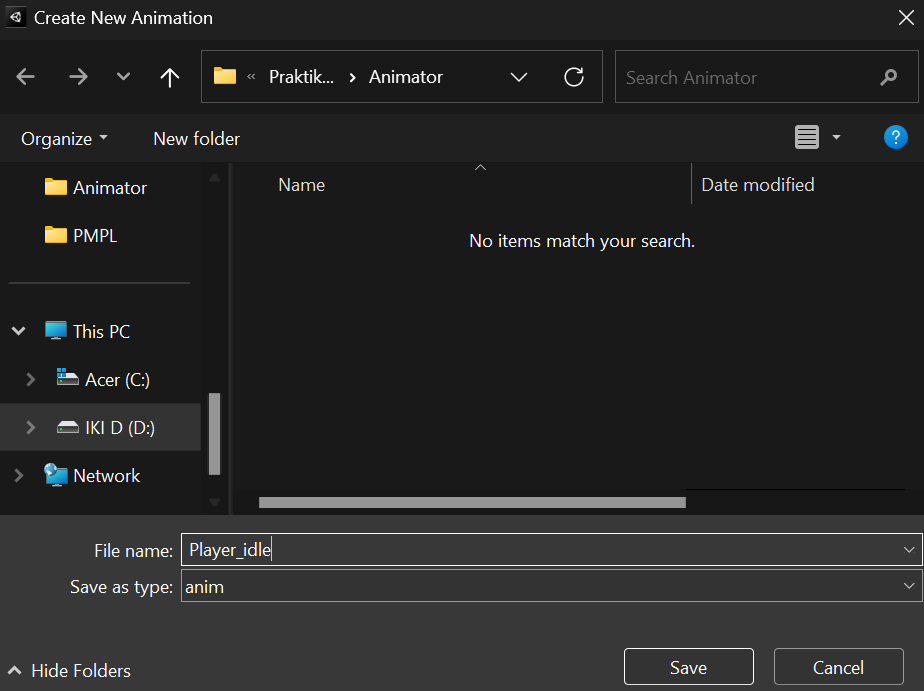 Create New Animation
« Praktik... › Animator
Search Animator
Organize New folder
?
Animator
PMPL
This PC
Acer (C:)
IKI D (D:)
Network
Name Date modified
No items match your search.
File name: Player_idle
Save as type: anim
Hide Folders Save Cancel